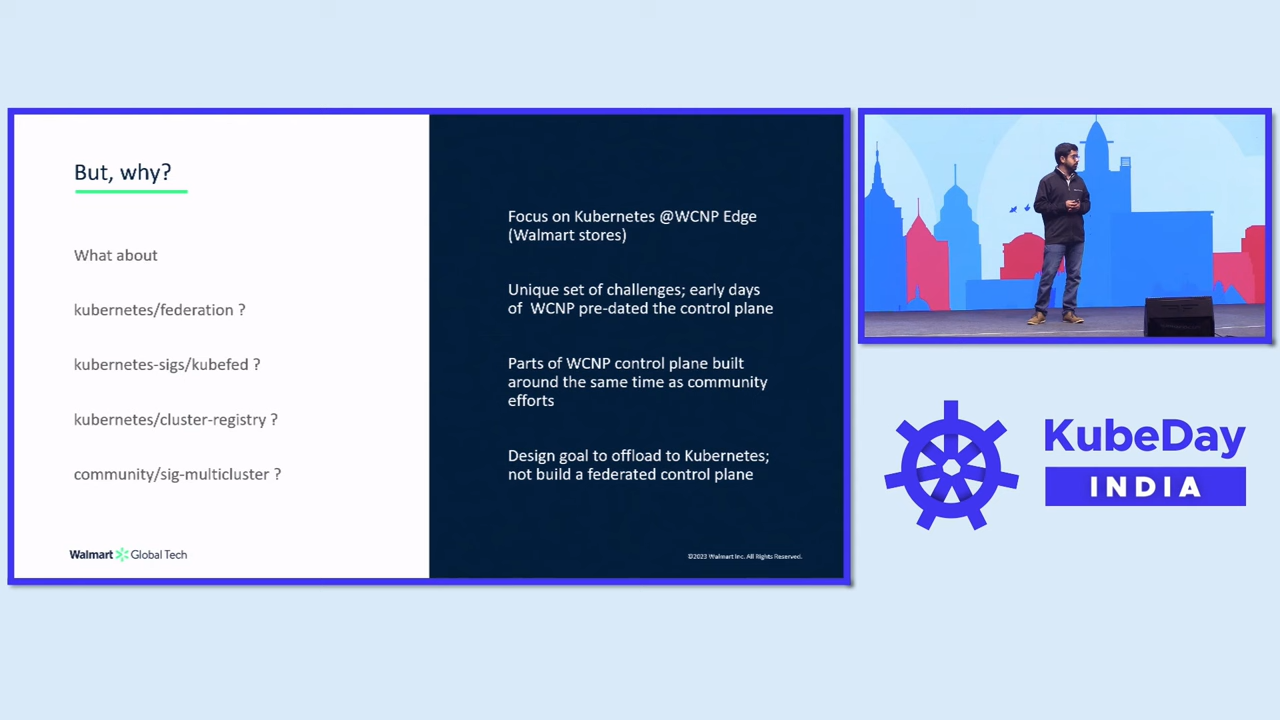 But, why?
What about
kubernetes/federation ?
kubernetes-sigs/kubefed ?
kubernetes/cluster-registry ?
community/sig-multicluster ?
Walmart Global Tech
Focus on Kubernetes @WCNP Edge
(Walmart stores)
Unique set of challenges; early days
of WCNP pre-dated the control plane
Parts of WCNP control plane built
around the same time as community
efforts
Design goal to offload to Kubernetes;
not build a federated control plane
©2023 Walmart Inc. All Rights Reserved.
KubeDay
INDIA